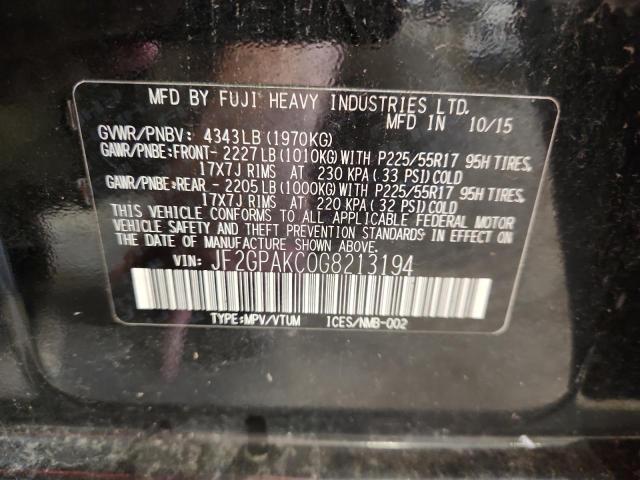 MFD BY FUJI HEAVY INDUSTRIES LTD.
MFD IN 10/15
GVWR/PNBV: 4343LB (1970KG)
GAWR/PNBE:FRONT- 2227LB (1010KG) WITH P225/55R17 95H TIRES,
17X7J RIMS AT 230 KPA ( 33 PSI) COLD
GAWR/PNBE:REAR - 2205LB (1000KG) WITH P225/55R17 95H TIRES,
17X7J RIMS AT 220 KPA ( 32 PSI) COLD
THIS VEHICLE CONFORMS TO ALL APPLICABLE FEDERAL MOTOR
VEHICLE SAFETY AND THEFT PREVENTION STANDARDS IN EFFECT ON
THE DATE OF MANUFACTURE SHOWN ABOVE.
VIN: JF2GPAKC0G8213194
TYPE:MPV/VTUM ICES/NMB-002